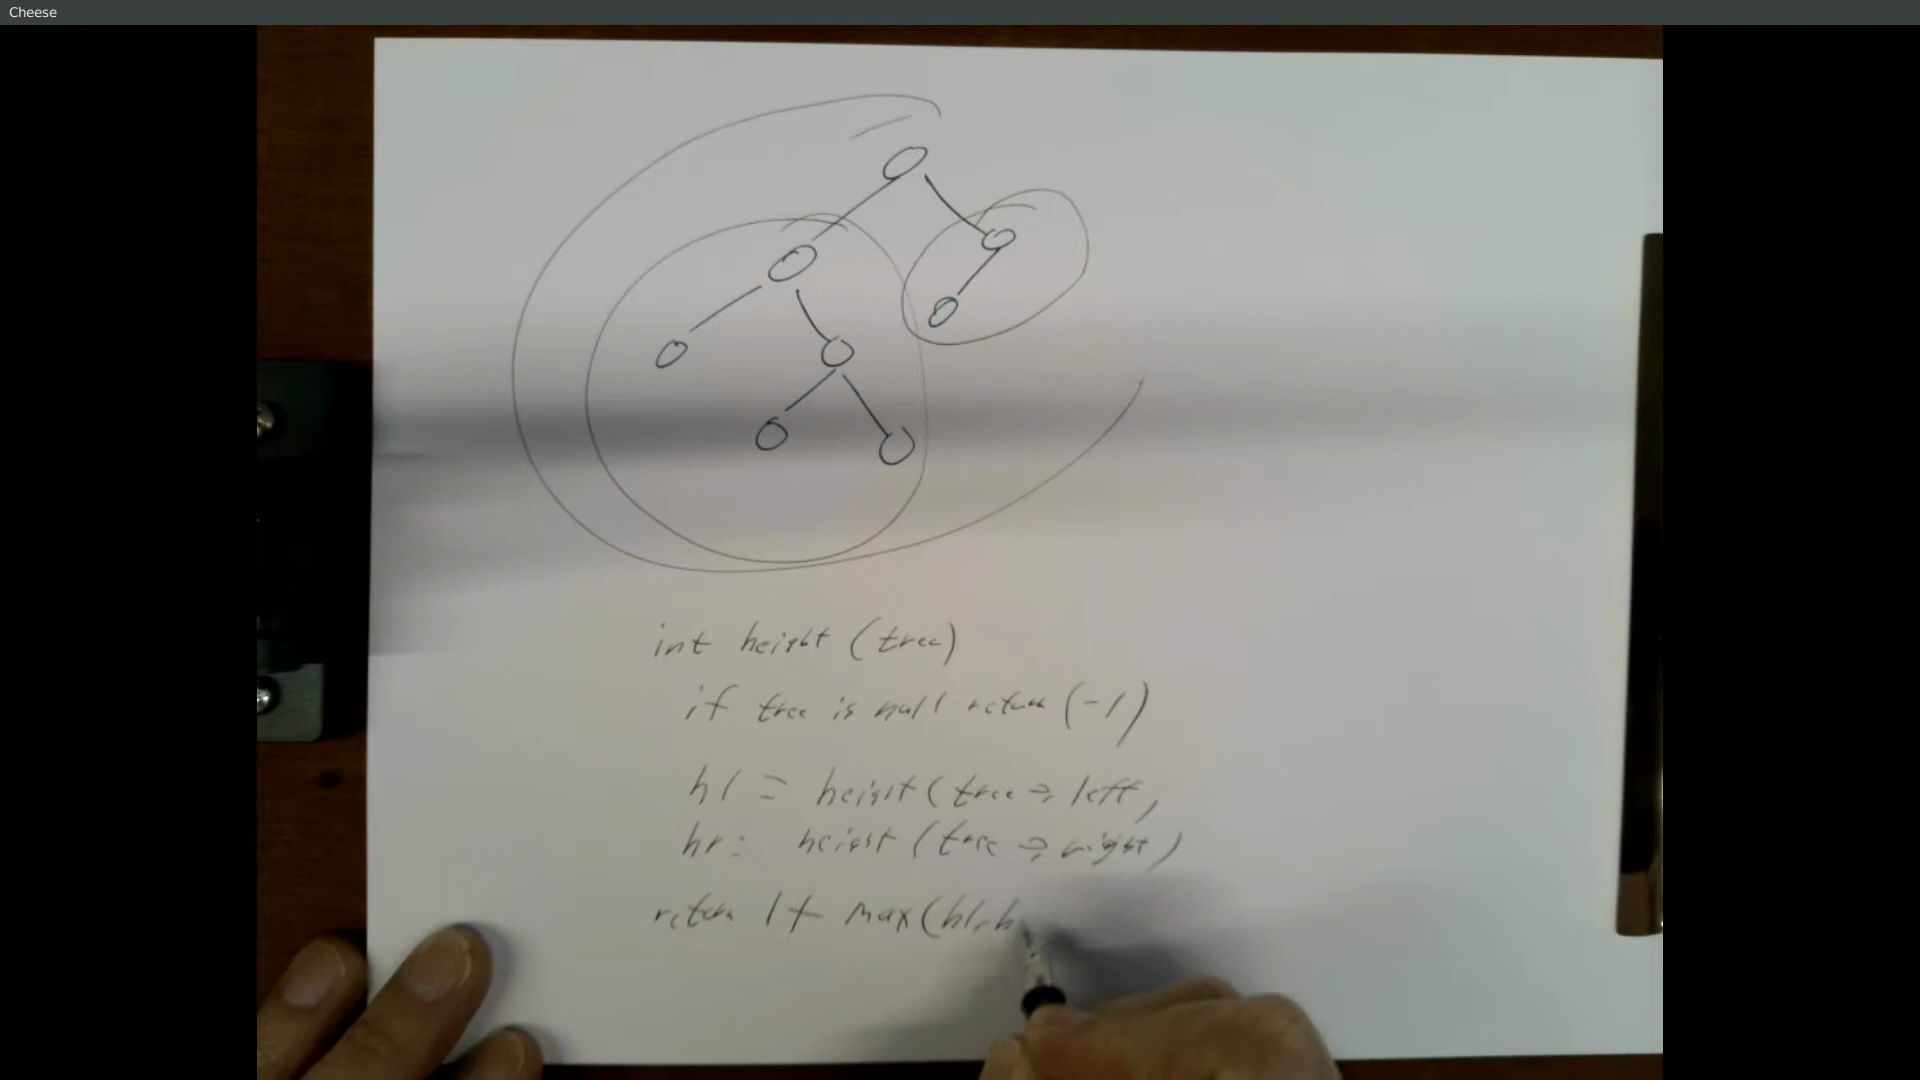 Cheese
int height (tree)
if tree is null return (-1)
hl = height (tree → left)
hr = height (tree → right)
return 1 + max (hl, h